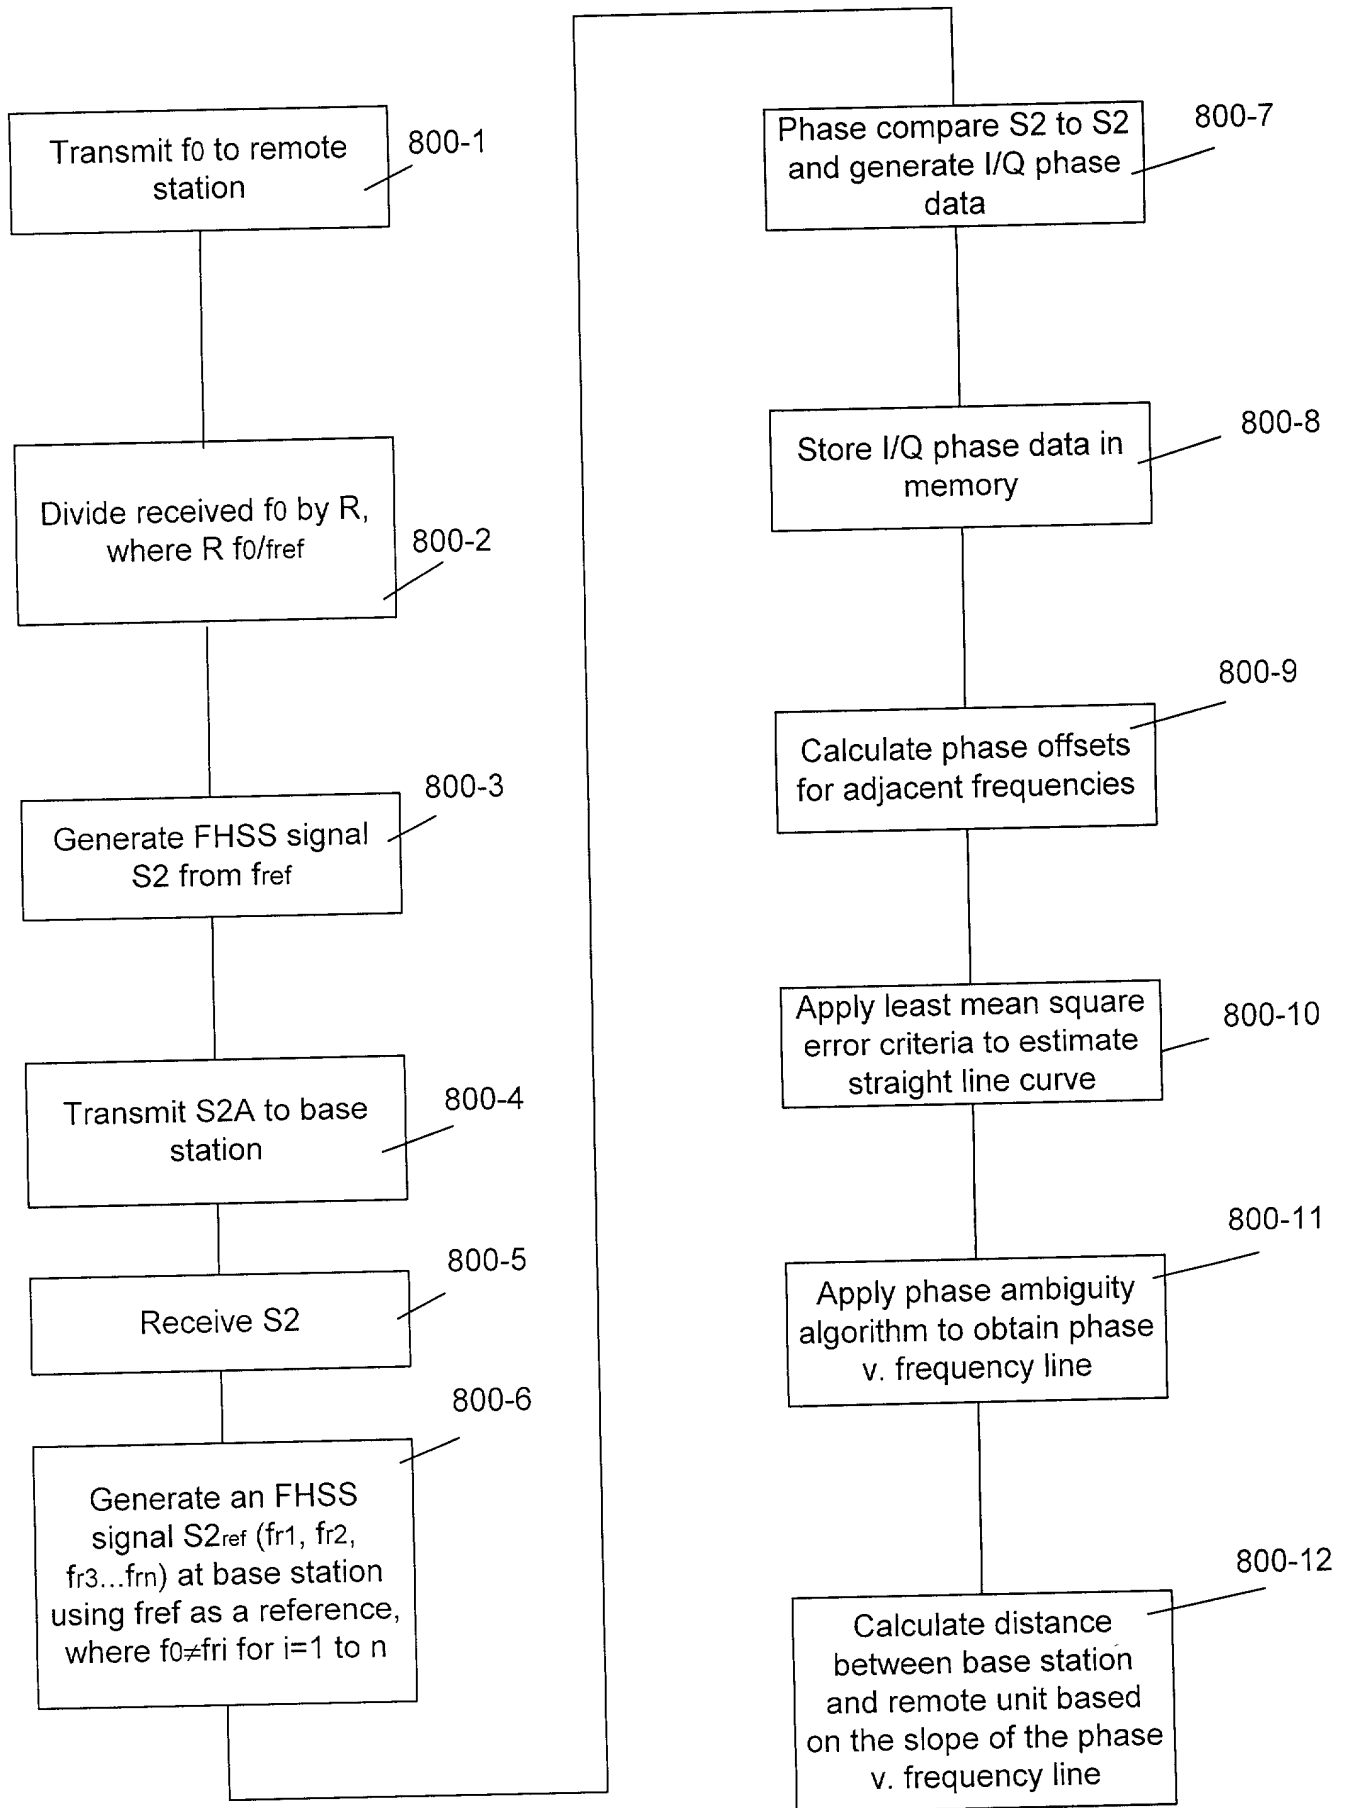 Transmit f0 to remote
station
800-1
Divide received f0 by R,
where R f0/fref
800-2
Generate FHSS signal
S2 from fref
800-3
Transmit S2A to base
station
800-4
Receive S2
800-5
Generate an FHSS
signal S2ref (fr1, fr2,
fr3...frn) at base station
using fref as a reference,
where f0≠fri for i=1 to n
800-6
Phase compare S2 to S2
and generate I/Q phase
data
800-7
Store I/Q phase data in
memory
800-8
Calculate phase offsets
for adjacent frequencies
800-9
Apply least mean square
error criteria to estimate
straight line curve
800-10
Apply phase ambiguity
algorithm to obtain phase
v. frequency line
800-11
Calculate distance
between base station
and remote unit based
on the slope of the phase
v. frequency line
800-12